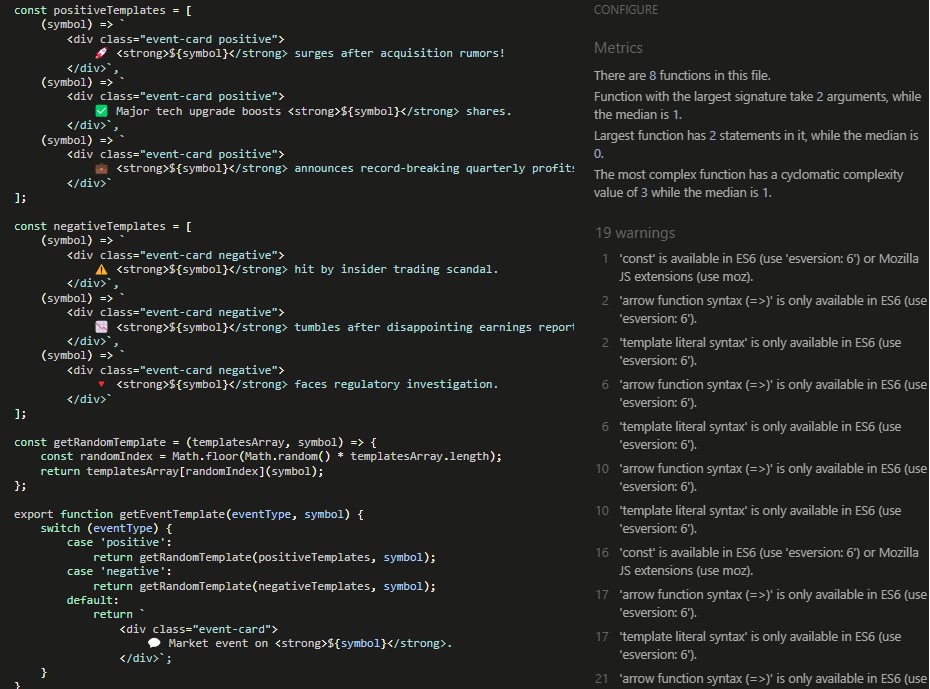 const positiveTemplates = [
    (symbol) => `
        <div class="event-card positive">
            🚀 <strong>${symbol}</strong> surges after acquisition rumors!
        </div>`,
    (symbol) => `
        <div class="event-card positive">
            ✅ Major tech upgrade boosts <strong>${symbol}</strong> shares.
        </div>`,
    (symbol) => `
        <div class="event-card positive">
            💼 <strong>${symbol}</strong> announces record-breaking quarterly profits
        </div>`
];

const negativeTemplates = [
    (symbol) => `
        <div class="event-card negative">
            ⚠️ <strong>${symbol}</strong> hit by insider trading scandal.
        </div>`,
    (symbol) => `
        <div class="event-card negative">
            📉 <strong>${symbol}</strong> tumbles after disappointing earnings report
        </div>`,
    (symbol) => `
        <div class="event-card negative">
            🔻 <strong>${symbol}</strong> faces regulatory investigation.
        </div>`
];

const getRandomTemplate = (templatesArray, symbol) => {
    const randomIndex = Math.floor(Math.random() * templatesArray.length);
    return templatesArray[randomIndex](symbol);
};

export function getEventTemplate(eventType, symbol) {
    switch (eventType) {
        case 'positive':
            return getRandomTemplate(positiveTemplates, symbol);
        case 'negative':
            return getRandomTemplate(negativeTemplates, symbol);
        default:
            return `
                <div class="event-card">
                    💬 Market event on <strong>${symbol}</strong>.
                </div>`;
    }
}
CONFIGURE
Metrics
There are 8 functions in this file.
Function with the largest signature take 2 arguments, while
the median is 1.
Largest function has 2 statements in it, while the median is
0.
The most complex function has a cyclomatic complexity
value of 3 while the median is 1.
19 warnings
1 'const' is available in ES6 (use 'esversion: 6') or Mozilla
JS extensions (use moz).
2 'arrow function syntax (=>)' is only available in ES6 (use
'esversion: 6').
2 'template literal syntax' is only available in ES6 (use
'esversion: 6').
6 'arrow function syntax (=>)' is only available in ES6 (use
'esversion: 6').
6 'template literal syntax' is only available in ES6 (use
'esversion: 6').
10 'arrow function syntax (=>)' is only available in ES6 (use
'esversion: 6').
10 'template literal syntax' is only available in ES6 (use
'esversion: 6').
16 'const' is available in ES6 (use 'esversion: 6') or Mozilla
JS extensions (use moz).
17 'arrow function syntax (=>)' is only available in ES6 (use
'esversion: 6').
17 'template literal syntax' is only available in ES6 (use
'esversion: 6').
21 'arrow function syntax (=>)' is only available in ES6 (use